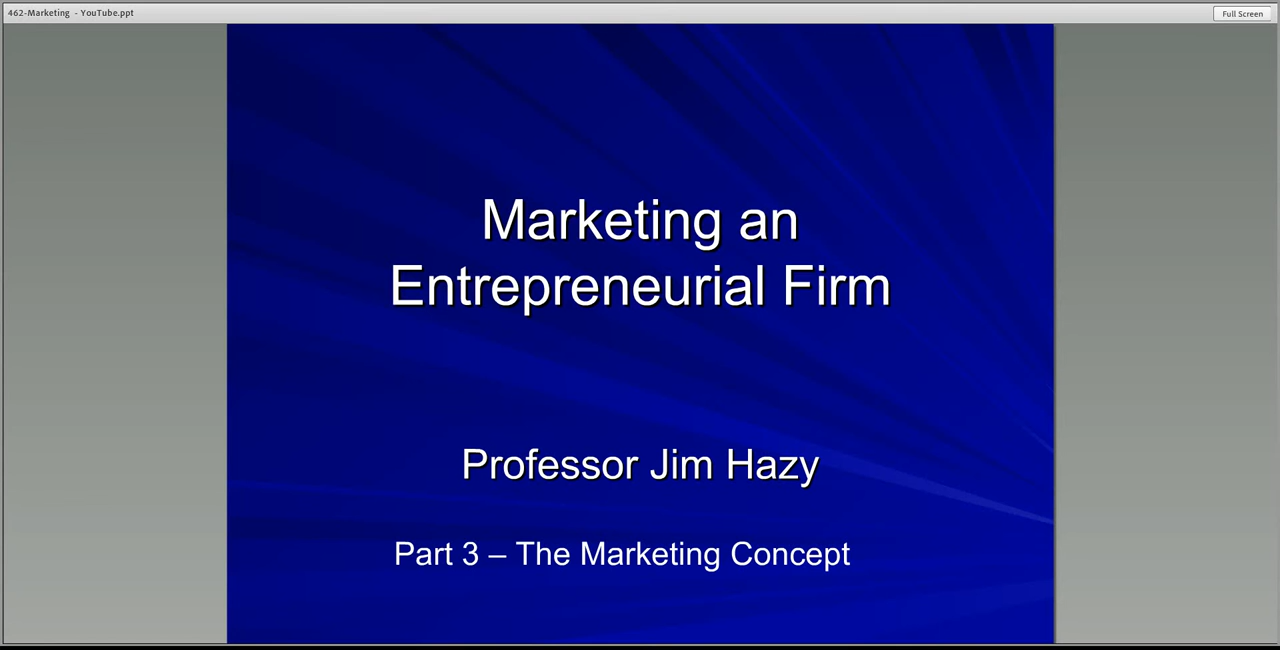 462-Marketing - YouTube.ppt
Full Screen
Marketing an
Entrepreneurial Firm
Professor Jim Hazy
Part 3 – The Marketing Concept